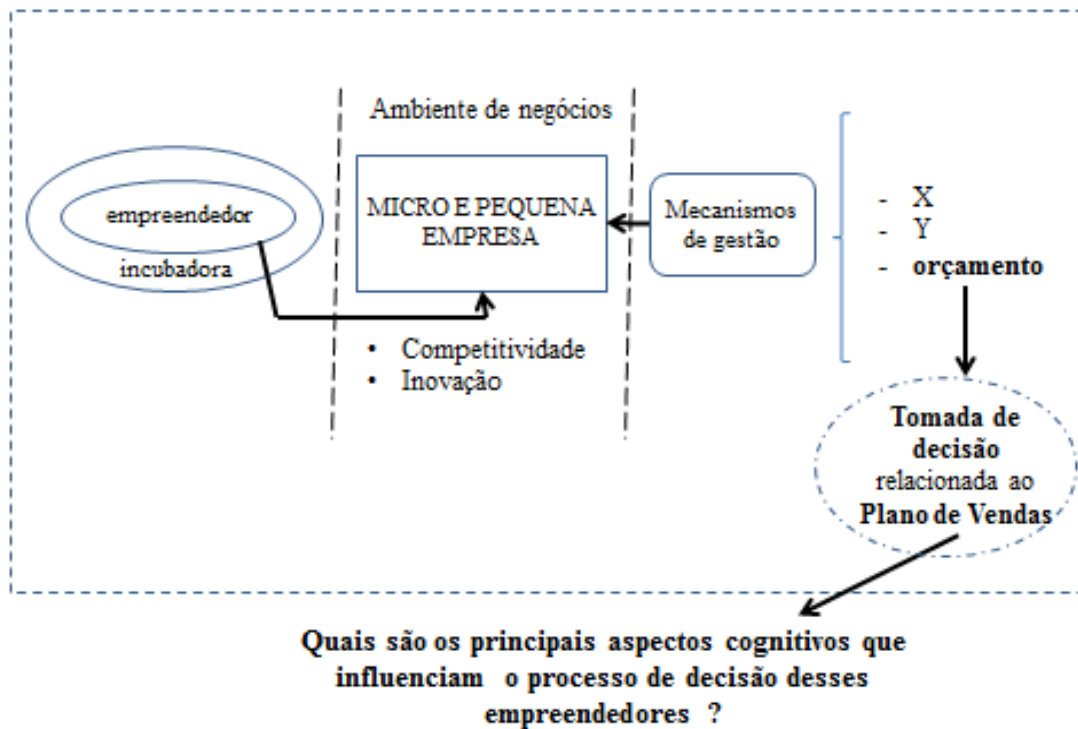 Ambiente de negócios
empreendedor
incubadora
MICRO E PEQUENA
EMPRESA
• Competitividade
• Inovação
Mecanismos
de gestão
- X
- Y
- orçamento
Tomada de
decisão
relacionada ao
Plano de Vendas
Quais são os principais aspectos cognitivos que
influenciam o processo de decisão desses
empreendedores ?